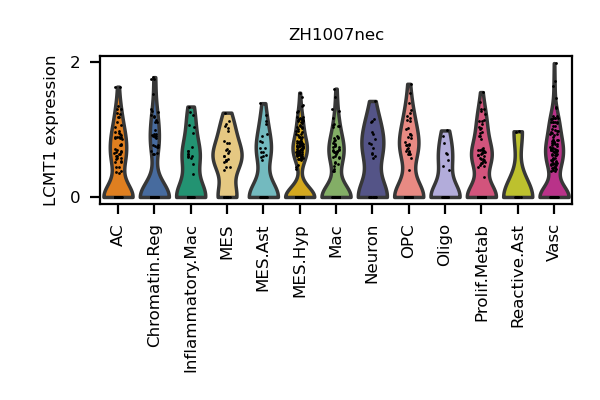 ZH1007nec
LCMT1 expression
2
0
AC
Chromatin.Reg
Inflammatory.Mac
MES
MES.Ast
MES.Hyp
Mac
Neuron
OPC
Oligo
Prolif.Metab
Reactive.Ast
Vasc